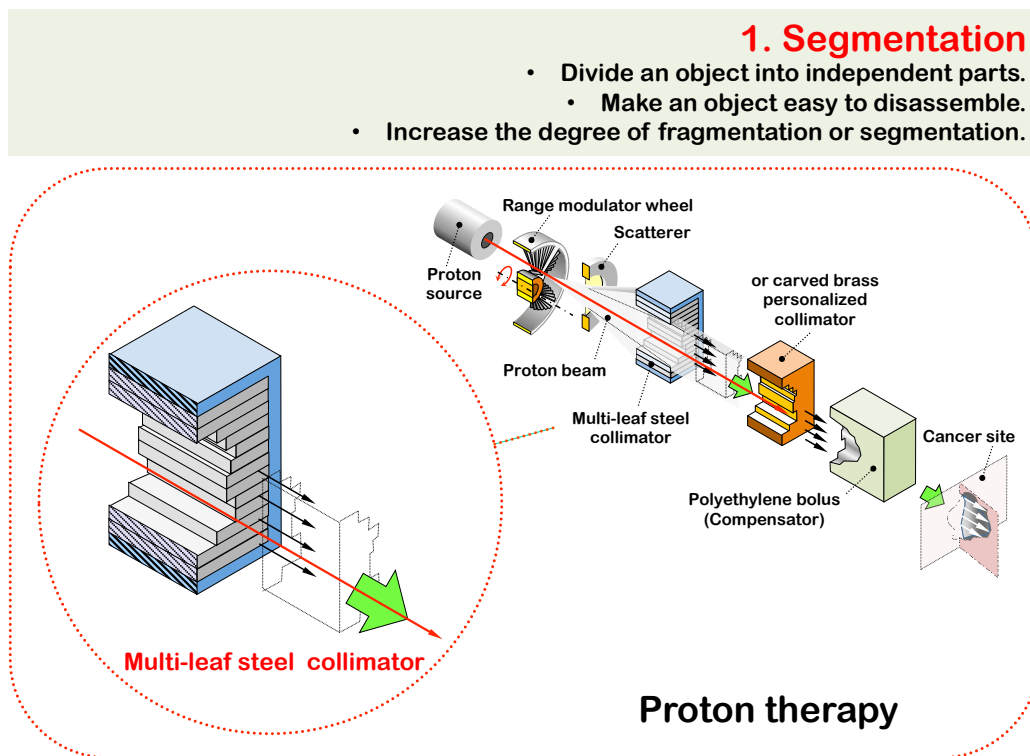 1. Segmentation
• Divide an object into independent parts.
• Make an object easy to disassemble.
• Increase the degree of fragmentation or segmentation.
Range modulator wheel
Scatterer
Proton
source
or carved brass
personalized
collimator
Proton beam
Multi-leaf steel
collimator
Cancer site
Polyethylene bolus
(Compensator)
Multi-leaf steel  collimator
Proton therapy